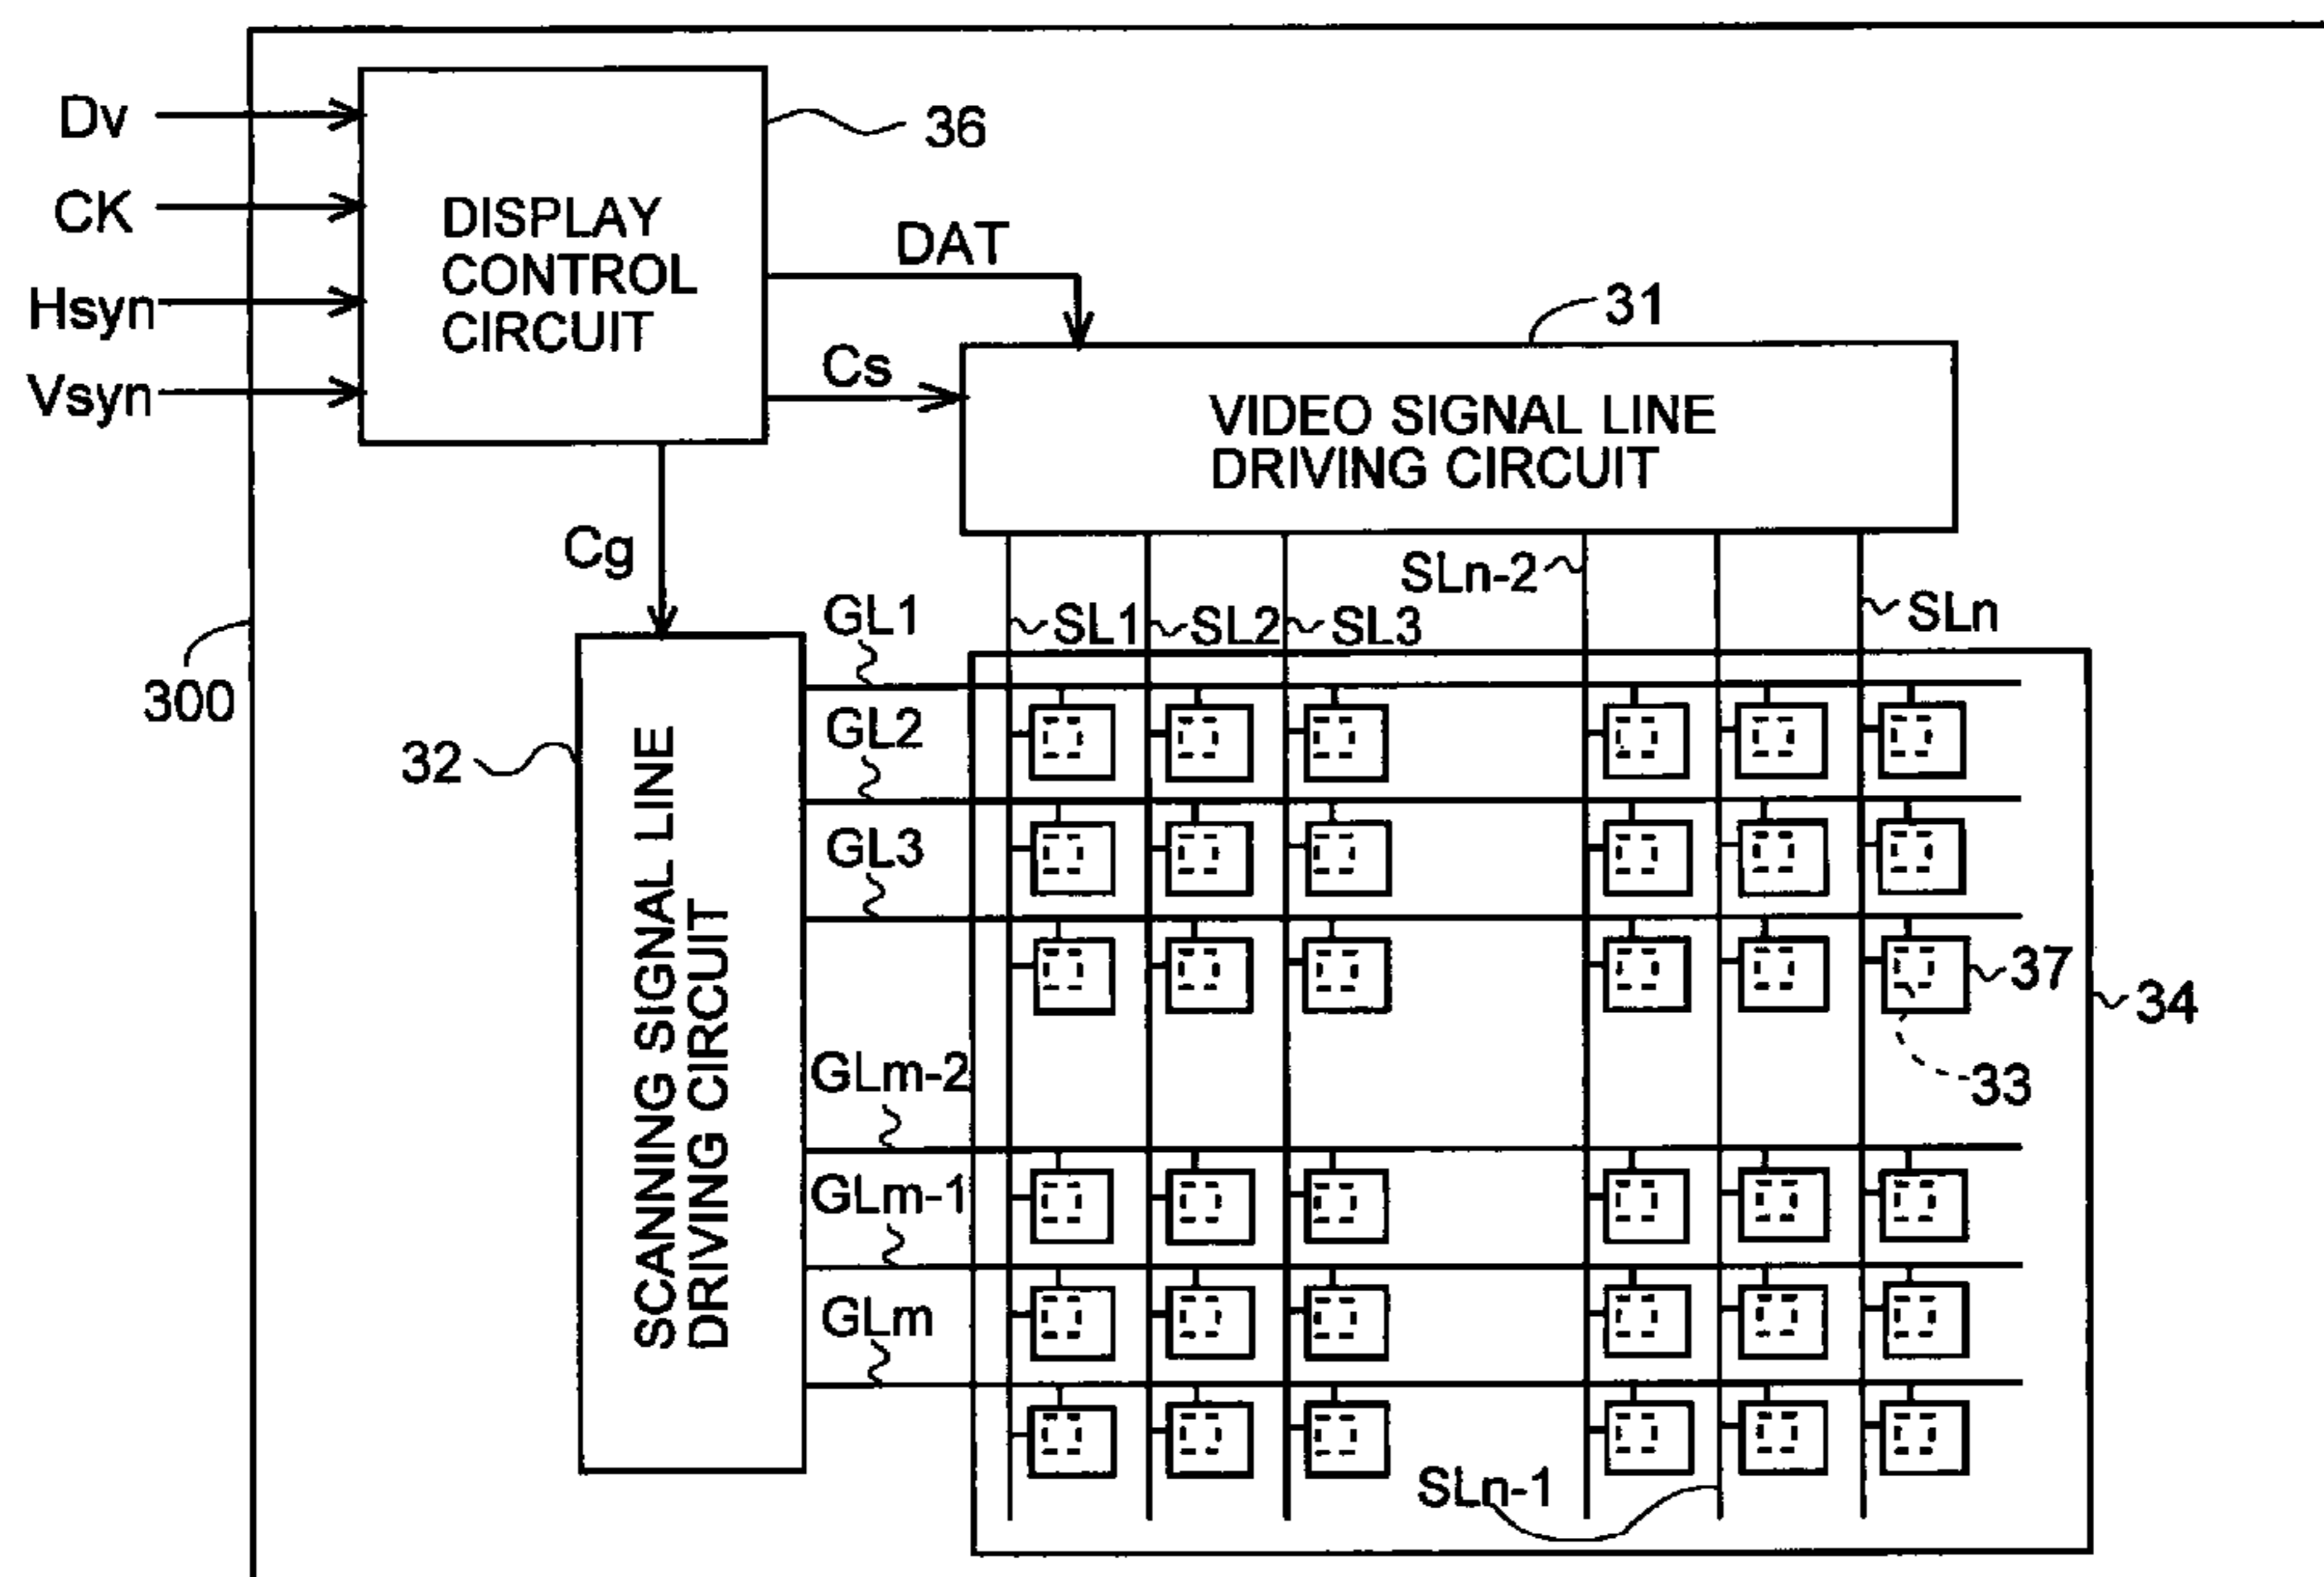 Dv
CK
Hsyn
Vsyn
DISPLAY
CONTROL
CIRCUIT
36
DAT
Cs
31
VIDEO SIGNAL LINE
DRIVING CIRCUIT
Cg
300
32
SCANNING SIGNAL LINE
DRIVING CIRCUIT
SLn-2
SL1
SL2
SL3
SLn
GL1
GL2
GL3
37
34
33
GLm-2
GLm-1
GLm
SLn-1